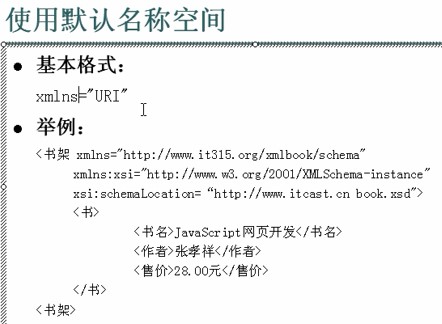 使用默认名称空间
● 基本格式：
xmlns="URI"
● 举例：
<书架 xmlns="http://www.it315.org/xmlbook/schema"
xmlns:xsi="http://www.w3.org/2001/XMLSchema-instance"
xsi:schemaLocation=“http://www.itcast.cn book.xsd">
<书>
<书名>JavaScript网页开发</书名>
<作者>张孝祥</作者>
<售价>28.00元</售价>
</书>
<书架>